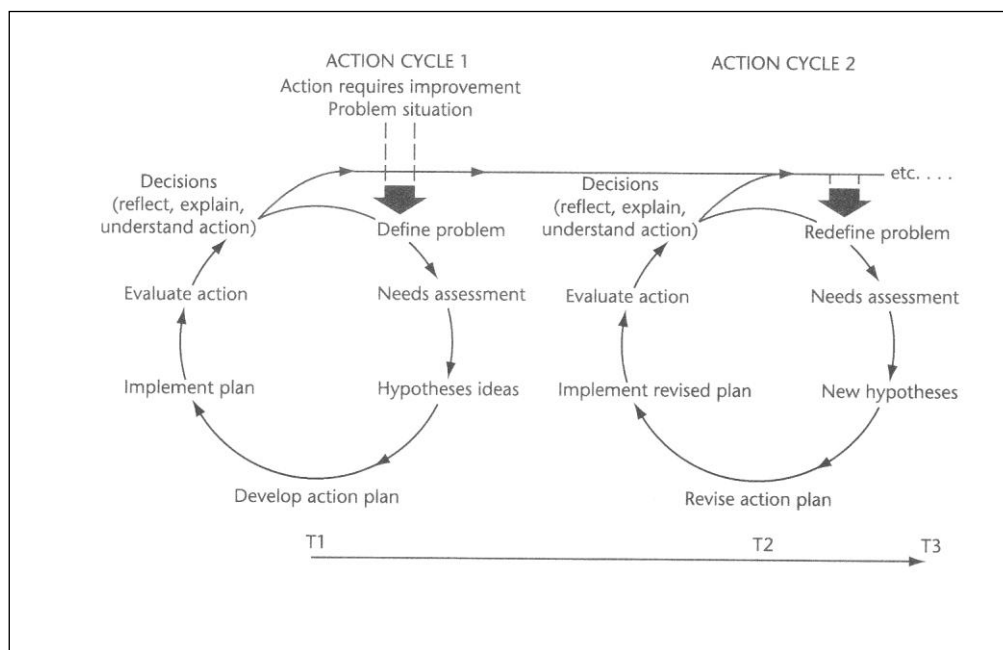 ACTION CYCLE 1
Action requires improvement
Problem situation
ACTION CYCLE 2
Decisions
(reflect, explain,
understand action)
Define problem
Evaluate action
Needs assessment
Implement plan
Hypotheses ideas
Develop action plan
Decisions
(reflect, explain,
understand action)
etc. . . .
Redefine problem
Evaluate action
Needs assessment
Implement revised plan
New hypotheses
Revise action plan
T1
T2
T3